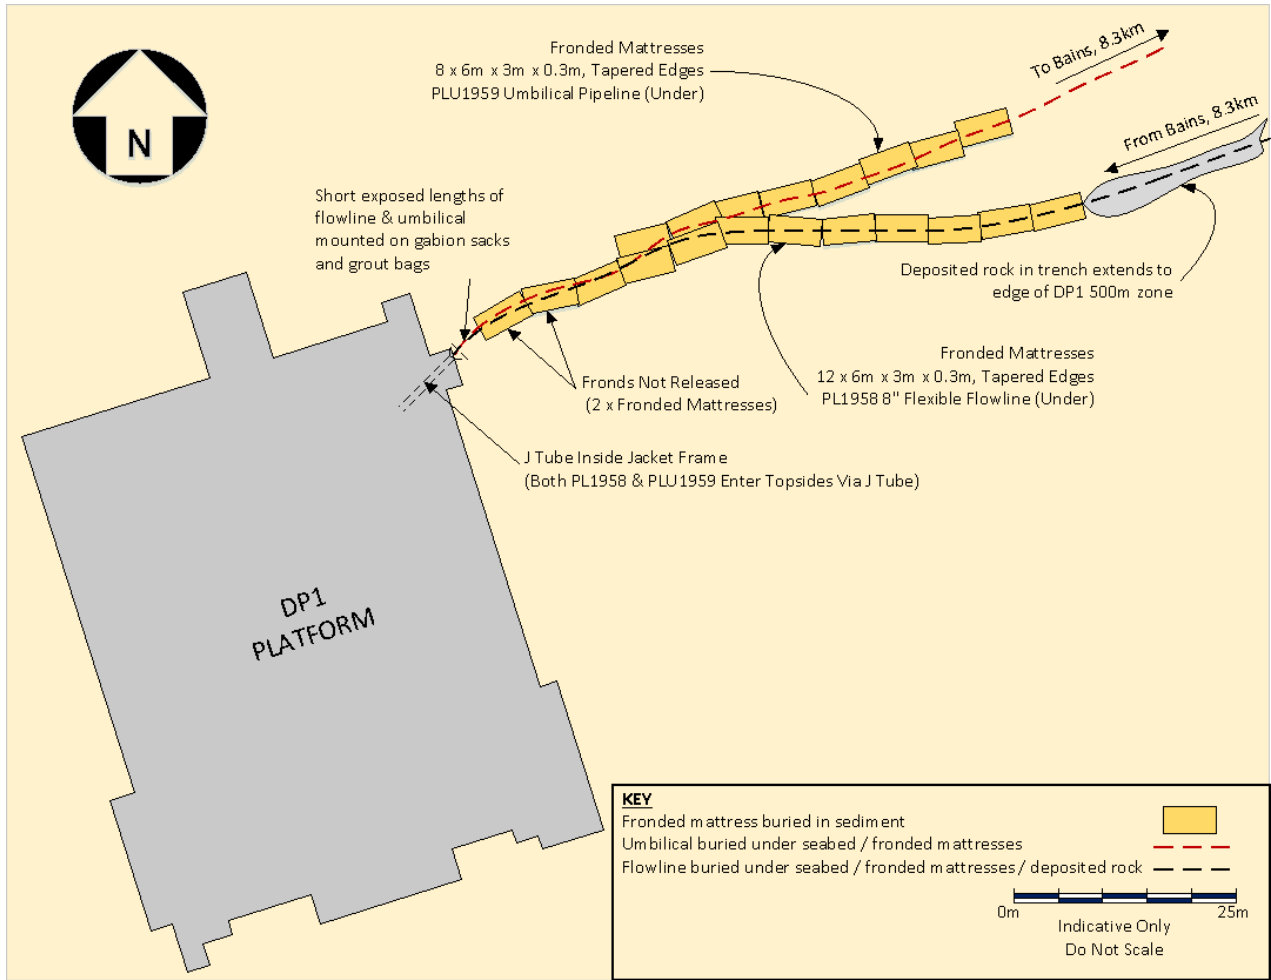 Fronded Mattresses
8 x 6m x 3m x 0.3m, Tapered Edges
PLU1959 Umbilical Pipeline (Under)
To Bains, 8.3km
From Bains, 8.3km
N
Short exposed lengths of
flowline & umbilical
mounted on gabion sacks
and grout bags
Deposited rock in trench extends to
edge of DP1 500m zone
Fronded Mattresses
12 x 6m x 3m x 0.3m, Tapered Edges
PL1958 8" Flexible Flowline (Under)
Fronds Not Released
(2 x Fronded Mattresses)
J Tube Inside Jacket Frame
(Both PL1958 & PLU1959 Enter Topsides Via J Tube)
DP1
PLATFORM
KEY
Fronded mattress buried in sediment
Umbilical buried under seabed / fronded mattresses
Flowline buried under seabed / fronded mattresses / deposited rock
0m 25m
Indicative Only
Do Not Scale